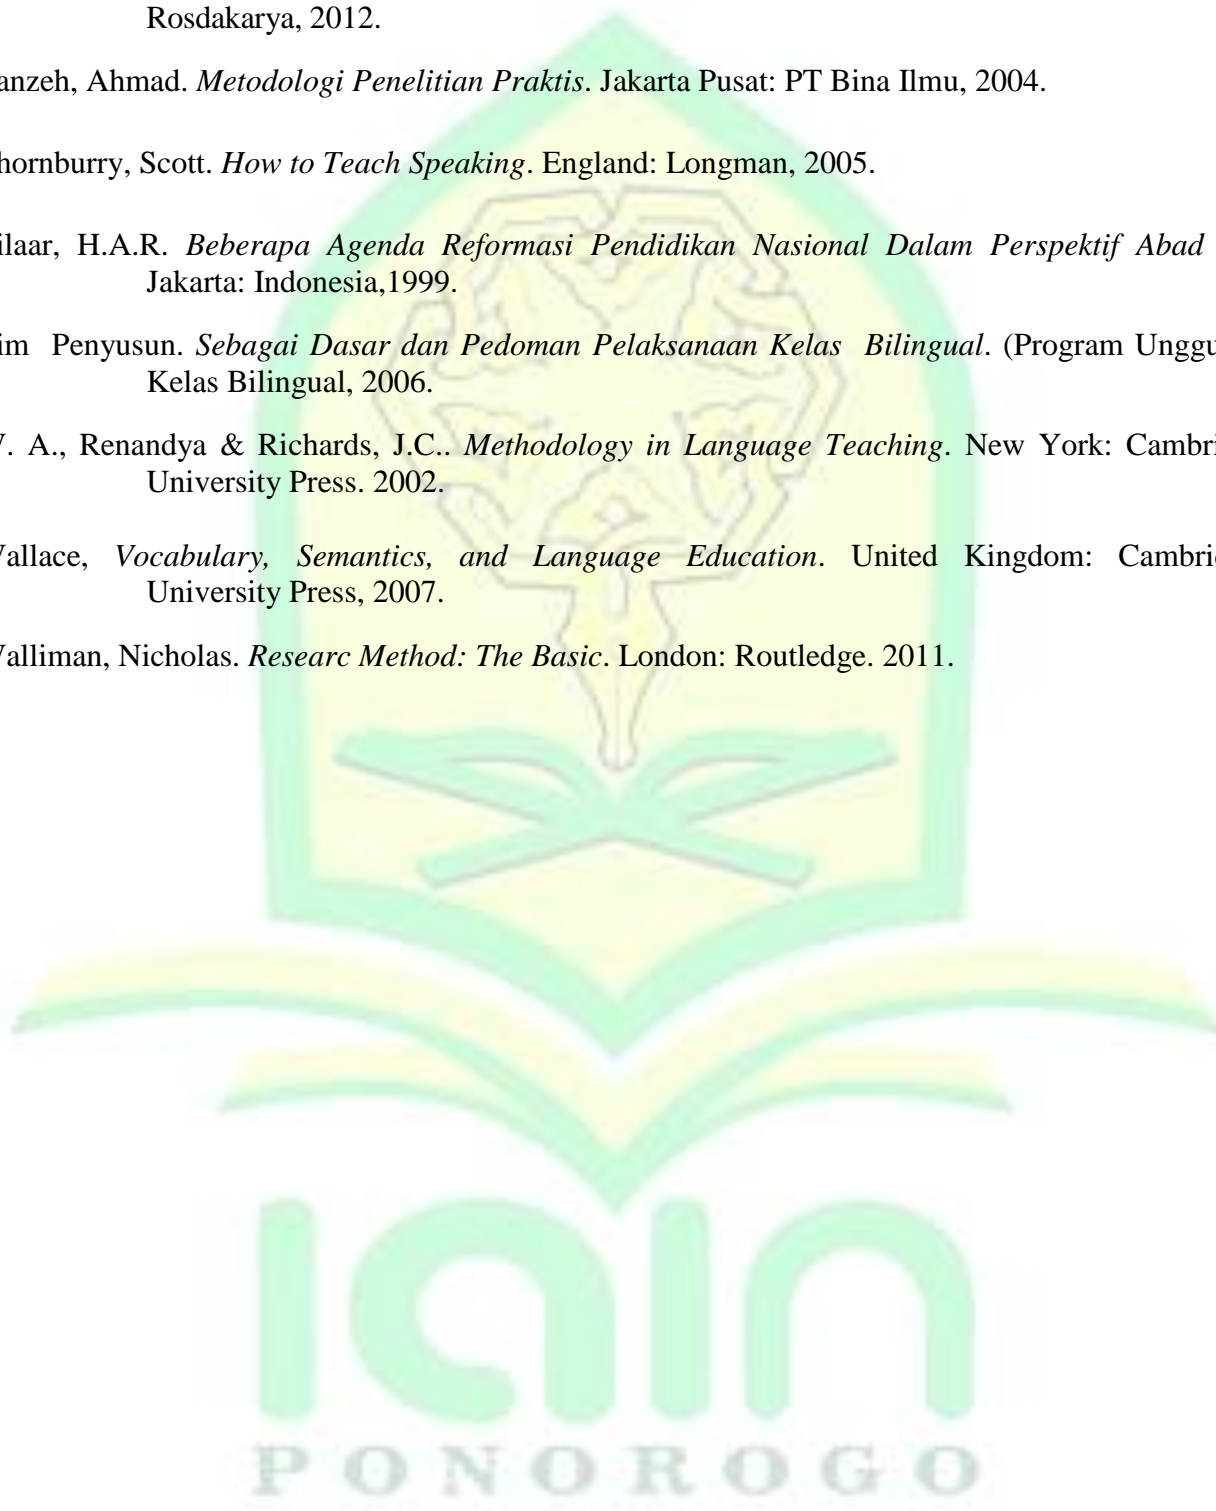 Rosdakarya, 2012.
anzeh, Ahmad. Metodologi Penelitian Praktis. Jakarta Pusat: PT Bina Ilmu, 2004.
hornburry, Scott. How to Teach Speaking. England: Longman, 2005.
ilaar, H.A.R. Beberapa Agenda Reformasi Pendidikan Nasional Dalam Perspektif Abad
Jakarta: Indonesia,1999.
im Penyusun. Sebagai Dasar dan Pedoman Pelaksanaan Kelas Bilingual. (Program Unggu
Kelas Bilingual, 2006.
. A., Renandya & Richards, J.C.. Methodology in Language Teaching. New York: Cambri
University Press. 2002.
allace, Vocabulary, Semantics, and Language Education. United Kingdom: Cambri
University Press, 2007.
alliman, Nicholas. Researc Method: The Basic. London: Routledge. 2011.
iain
PONOROGO